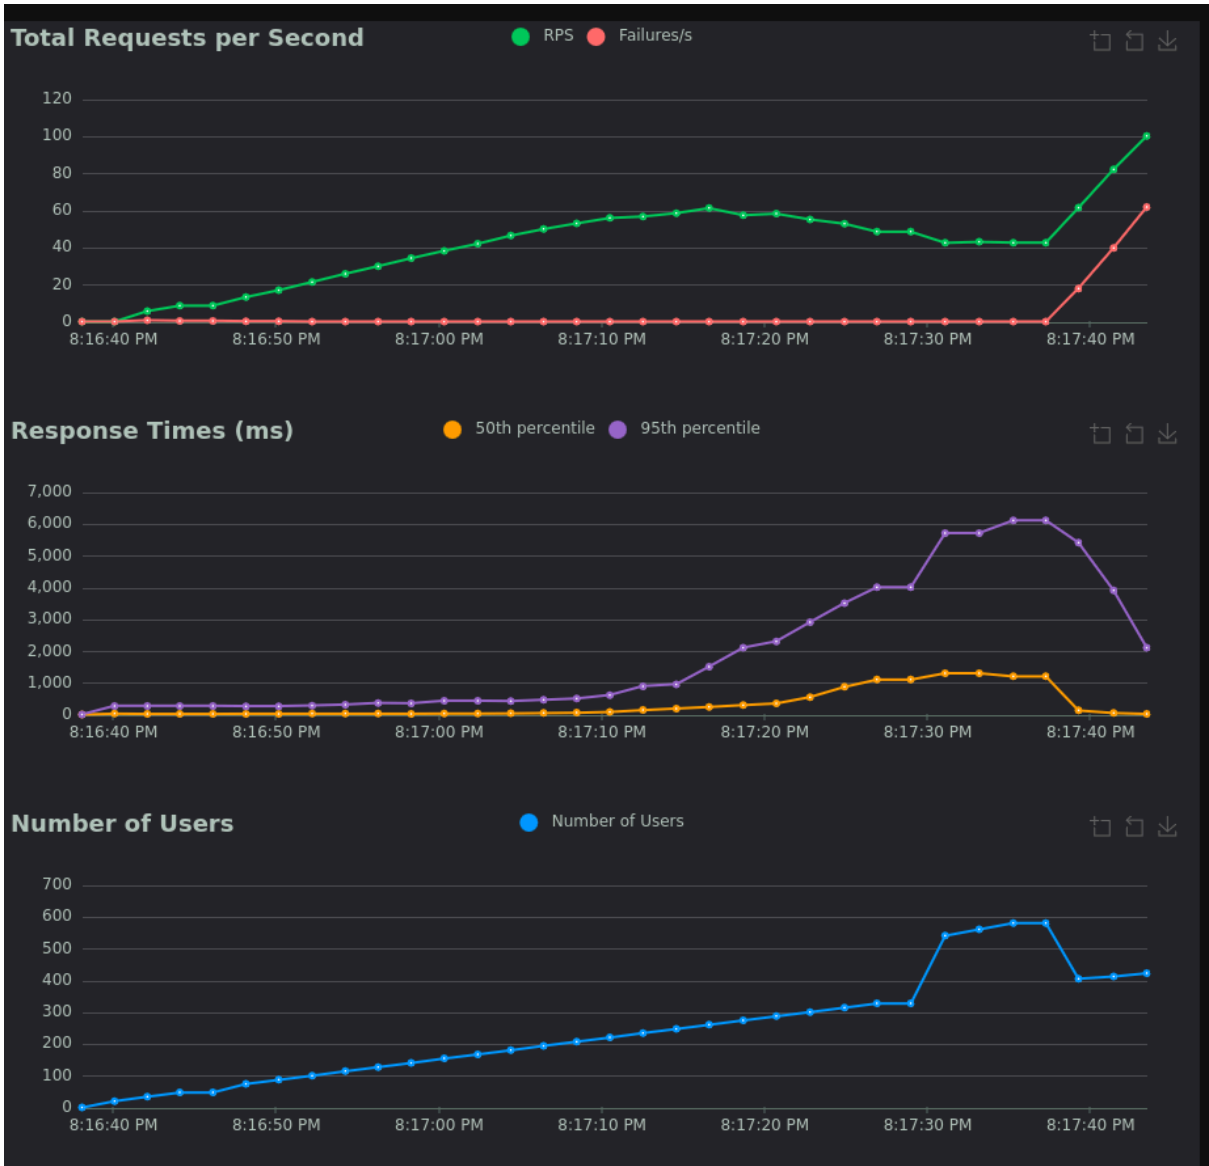 Total Requests per Second
RPS Failures/s
120
100
80
60
40
20
0
8:16:40 PM 8:16:50 PM 8:17:00 PM 8:17:10 PM 8:17:20 PM 8:17:30 PM 8:17:40 PM
Response Times (ms)
50th percentile 95th percentile
7,000
6,000
5,000
4,000
3,000
2,000
1,000
0
8:16:40 PM 8:16:50 PM 8:17:00 PM 8:17:10 PM 8:17:20 PM 8:17:30 PM 8:17:40 PM
Number of Users
Number of Users
700
600
500
400
300
200
100
0
8:16:40 PM 8:16:50 PM 8:17:00 PM 8:17:10 PM 8:17:20 PM 8:17:30 PM 8:17:40 PM